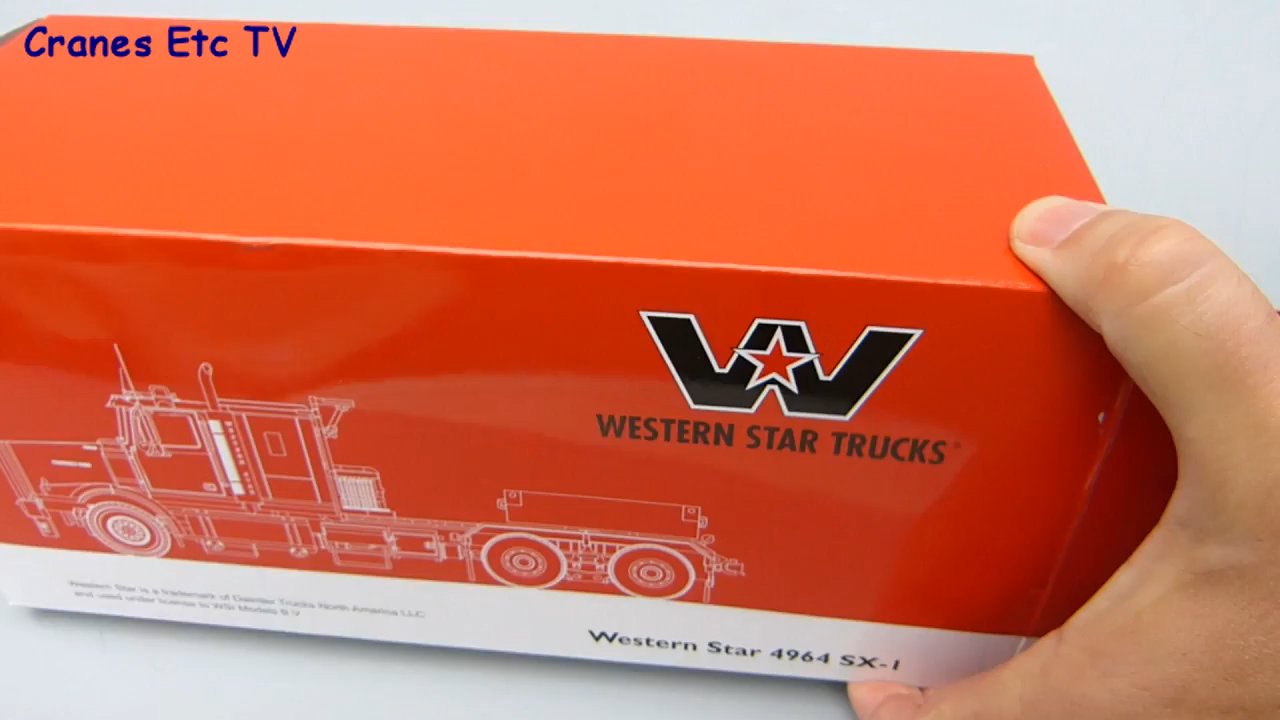 Cranes Etc TV
WESTERN STAR TRUCKS
Western Star is a trademark of Daimler Trucks North America LLC
and used under license to WSI Models B.V
Western Star 4964 SX-1